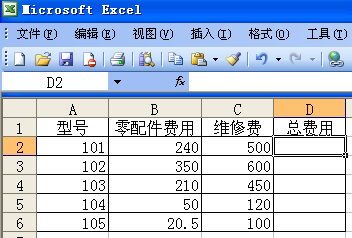 Microsoft Excel
文件(F) 编辑(E) 视图(V) 插入(I) 格式(O) 工具(T)
D2 fx
A B C D
1 型号 零配件费用 维修费 总费用
2 101 240 500
3 102 350 600
4 103 210 450
5 104 50 120
6 105 20.5 100